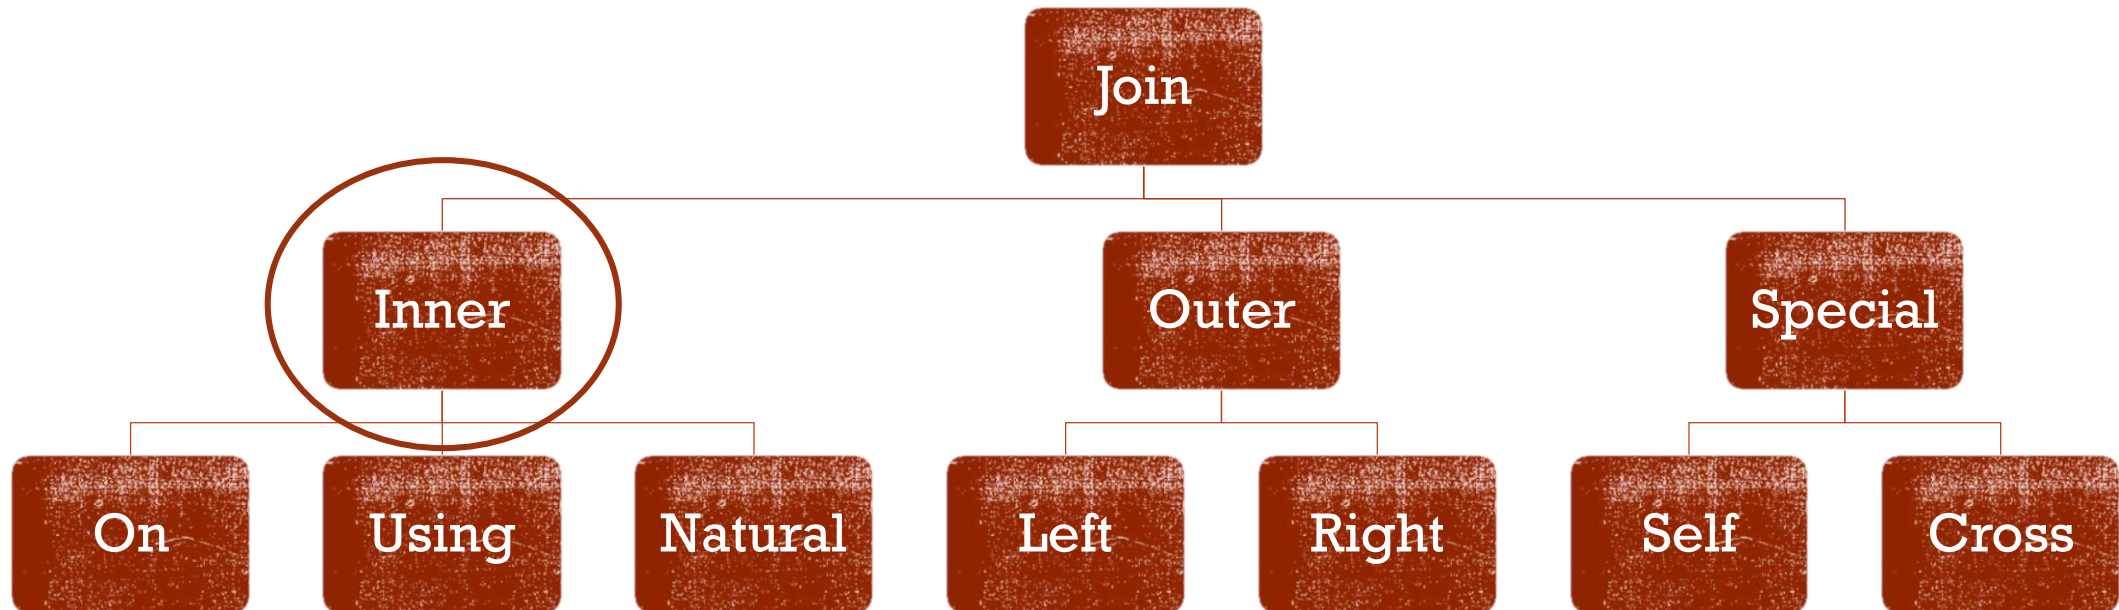 Join
Inner
Outer
Special
On
Using
Natural
Left
Right
Self
Cross